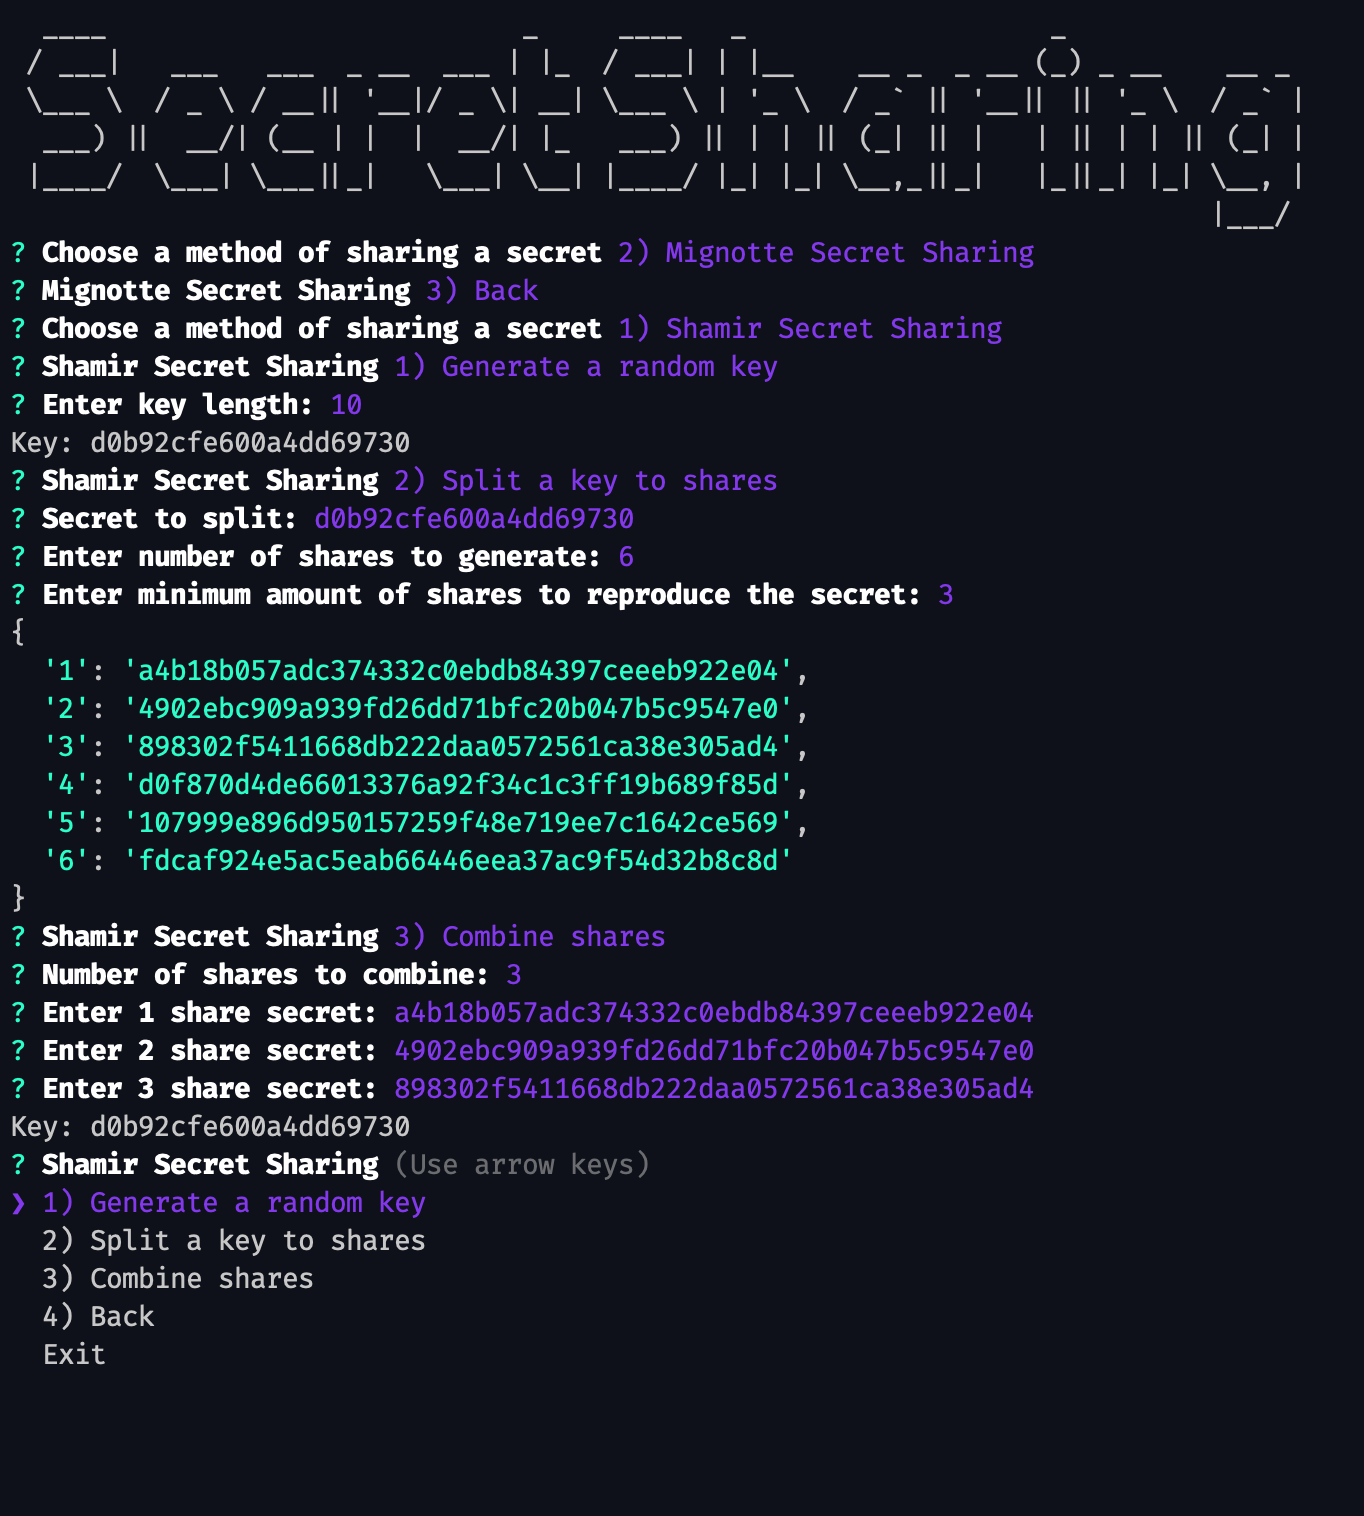 Secret Sharing
? Choose a method of sharing a secret 2) Mignotte Secret Sharing
? Mignotte Secret Sharing 3) Back
? Choose a method of sharing a secret 1) Shamir Secret Sharing
? Shamir Secret Sharing 1) Generate a random key
? Enter key length: 10
Key: d0b92cfe600a4dd69730
? Shamir Secret Sharing 2) Split a key to shares
? Secret to split: d0b92cfe600a4dd69730
? Enter number of shares to generate: 6
? Enter minimum amount of shares to reproduce the secret: 3
{
  '1': 'a4b18b057adc374332c0ebdb84397ceeeb922e04',
  '2': '4902ebc909a939fd26dd71bfc20b047b5c9547e0',
  '3': '898302f5411668db222daa0572561ca38e305ad4',
  '4': 'd0f870d4de66013376a92f34c1c3ff19b689f85d',
  '5': '107999e896d950157259f48e719ee7c1642ce569',
  '6': 'fdcaf924e5ac5eab66446eea37ac9f54d32b8c8d'
}
? Shamir Secret Sharing 3) Combine shares
? Number of shares to combine: 3
? Enter 1 share secret: a4b18b057adc374332c0ebdb84397ceeeb922e04
? Enter 2 share secret: 4902ebc909a939fd26dd71bfc20b047b5c9547e0
? Enter 3 share secret: 898302f5411668db222daa0572561ca38e305ad4
Key: d0b92cfe600a4dd69730
? Shamir Secret Sharing (Use arrow keys)
❯ 1) Generate a random key
  2) Split a key to shares
  3) Combine shares
  4) Back
  Exit